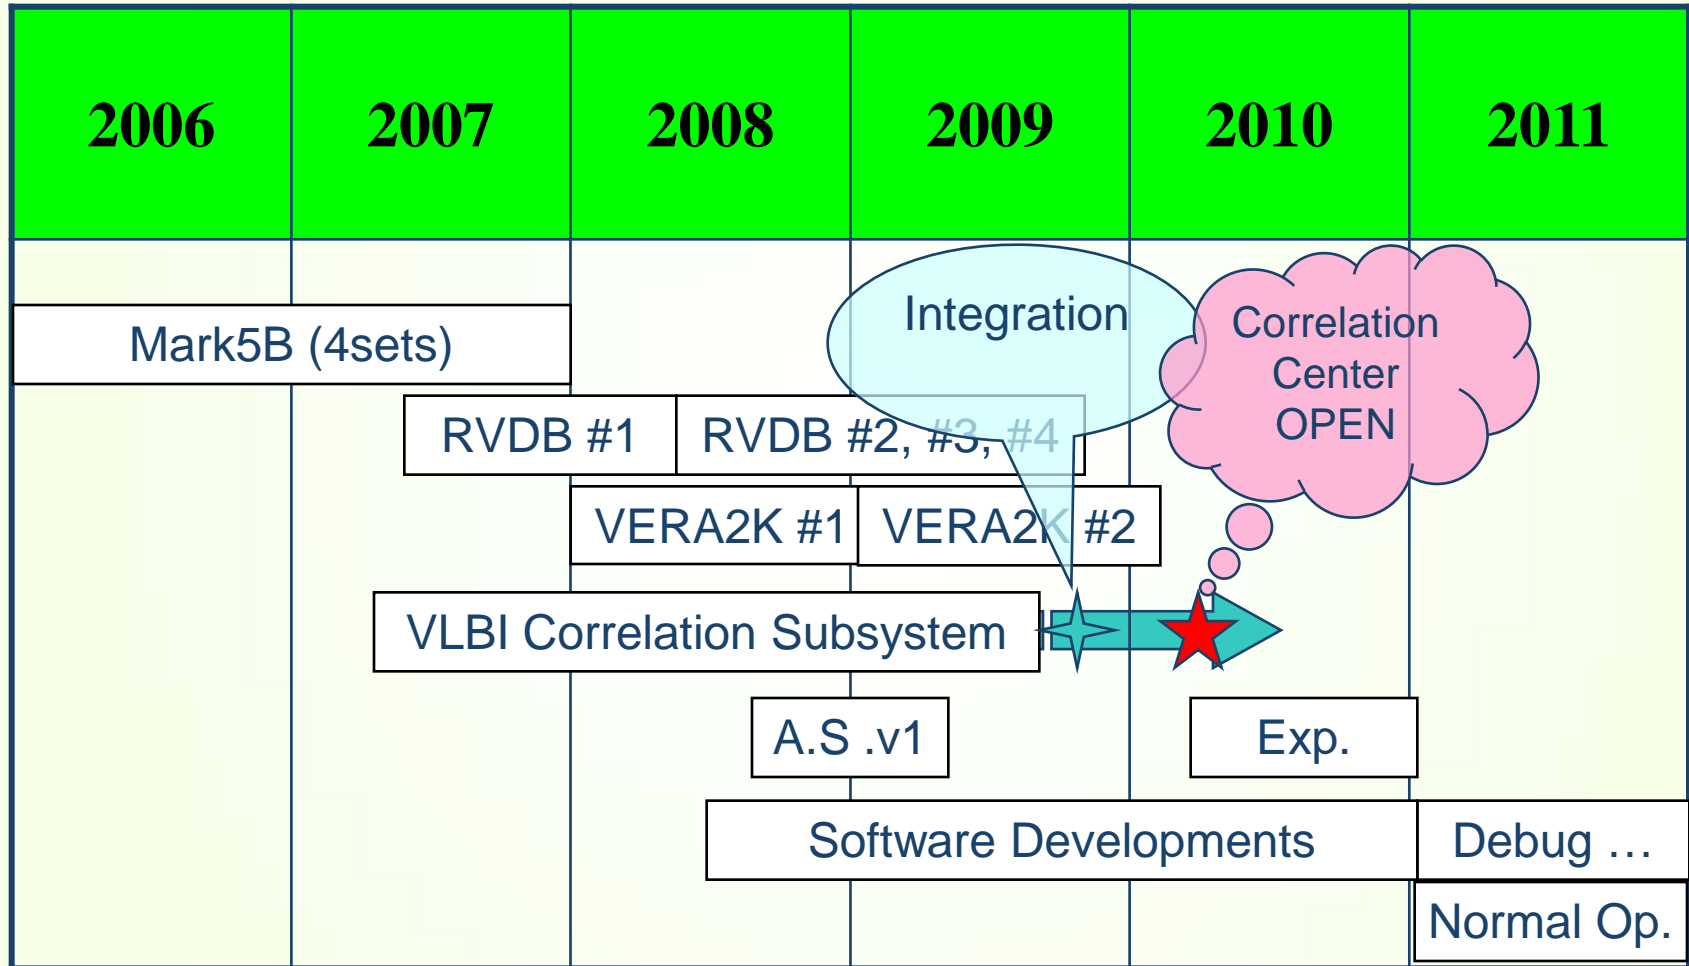 2006 2007 2008 2009 2010 2011
Integration
Correlation
Center
OPEN
Mark5B (4sets)
RVDB #1 RVDB #2, #3, #4
VERA2K #1 VERA2K #2
VLBI Correlation Subsystem
A.S .v1 Exp.
Software Developments Debug …
Normal Op.